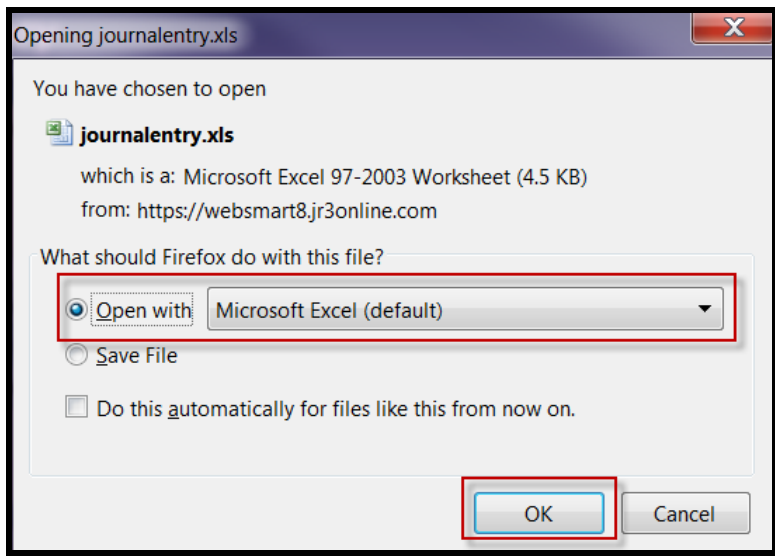 Opening journalentry.xls
X
You have chosen to open
journalentry.xls
which is a: Microsoft Excel 97-2003 Worksheet (4.5 KB)
from: https://websmart8.jr3online.com
What should Firefox do with this file?
Open with Microsoft Excel (default)
Save File
Do this automatically for files like this from now on.
OK Cancel